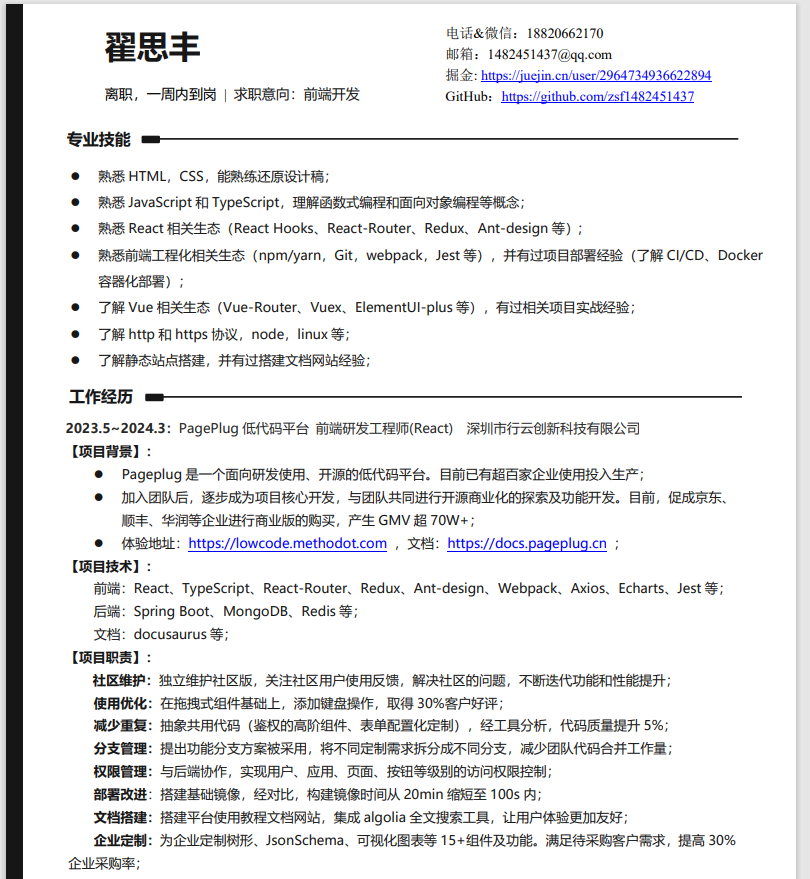 翟思丰
离职，一周内到岗 | 求职意向：前端开发
电话&微信：18820662170
邮箱：1482451437@qq.com
掘金: https://juejin.cn/user/2964734936622894
GitHub：https://github.com/zsf1482451437
专业技能
● 熟悉 HTML，CSS，能熟练还原设计稿；
● 熟悉 JavaScript 和 TypeScript，理解函数式编程和面向对象编程等概念；
● 熟悉 React 相关生态（React Hooks、React-Router、Redux、Ant-design 等）；
● 熟悉前端工程化相关生态（npm/yarn，Git，webpack，Jest 等），并有过项目部署经验（了解 CI/CD、Docker
容器化部署）；
● 了解 Vue 相关生态（Vue-Router、Vuex、ElementUI-plus 等），有过相关项目实战经验；
● 了解 http 和 https 协议，node，linux 等；
● 了解静态站点搭建，并有过搭建文档网站经验；
工作经历
2023.5~2024.3：PagePlug 低代码平台 前端研发工程师(React) 深圳市行云创新科技有限公司
【项目背景】：
● Pageplug 是一个面向研发使用、开源的低代码平台。目前已有超百家企业使用投入生产；
● 加入团队后，逐步成为项目核心开发，与团队共同进行开源商业化的探索及功能开发。目前，促成京东、
顺丰、华润等企业进行商业版的购买，产生 GMV 超 70W+；
● 体验地址：https://lowcode.methodot.com ，文档：https://docs.pageplug.cn ；
【项目技术】：
前端：React、TypeScript、React-Router、Redux、Ant-design、Webpack、Axios、Echarts、Jest 等；
后端：Spring Boot、MongoDB、Redis 等；
文档：docusaurus 等；
【项目职责】：
社区维护：独立维护社区版，关注社区用户使用反馈，解决社区的问题，不断迭代功能和性能提升；
使用优化：在拖拽式组件基础上，添加键盘操作，取得 30%客户好评；
减少重复：抽象共用代码（鉴权的高阶组件、表单配置化定制），经工具分析，代码质量提升 5%；
分支管理：提出功能分支方案被采用，将不同定制需求拆分成不同分支，减少团队代码合并工作量；
权限管理：与后端协作，实现用户、应用、页面、按钮等级别的访问权限控制；
部署改进：搭建基础镜像，经对比，构建镜像时间从 20min 缩短至 100s 内；
文档搭建：搭建平台使用教程文档网站，集成 algolia 全文搜索工具，让用户体验更加友好；
企业定制：为企业定制树形、JsonSchema、可视化图表等 15+组件及功能。满足待采购客户需求，提高 30%
企业采购率；